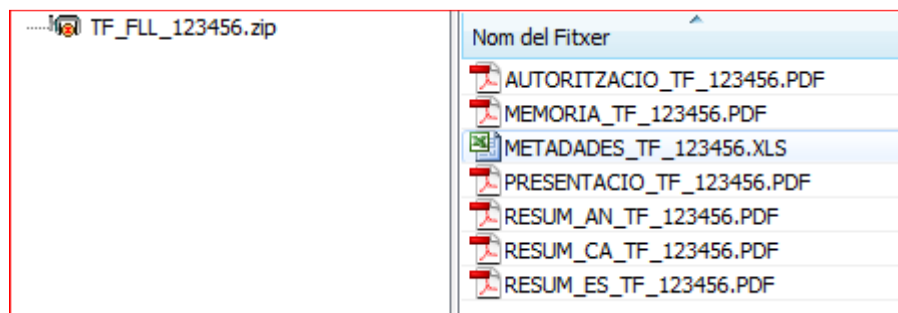 TF_FLL_123456.zip
Nom del Fitxer
AUTORITZACIO_TF_123456.PDF
MEMORIA_TF_123456.PDF
METADADES_TF_123456.XLS
PRESENTACIO_TF_123456.PDF
RESUM_AN_TF_123456.PDF
RESUM_CA_TF_123456.PDF
RESUM_ES_TF_123456.PDF